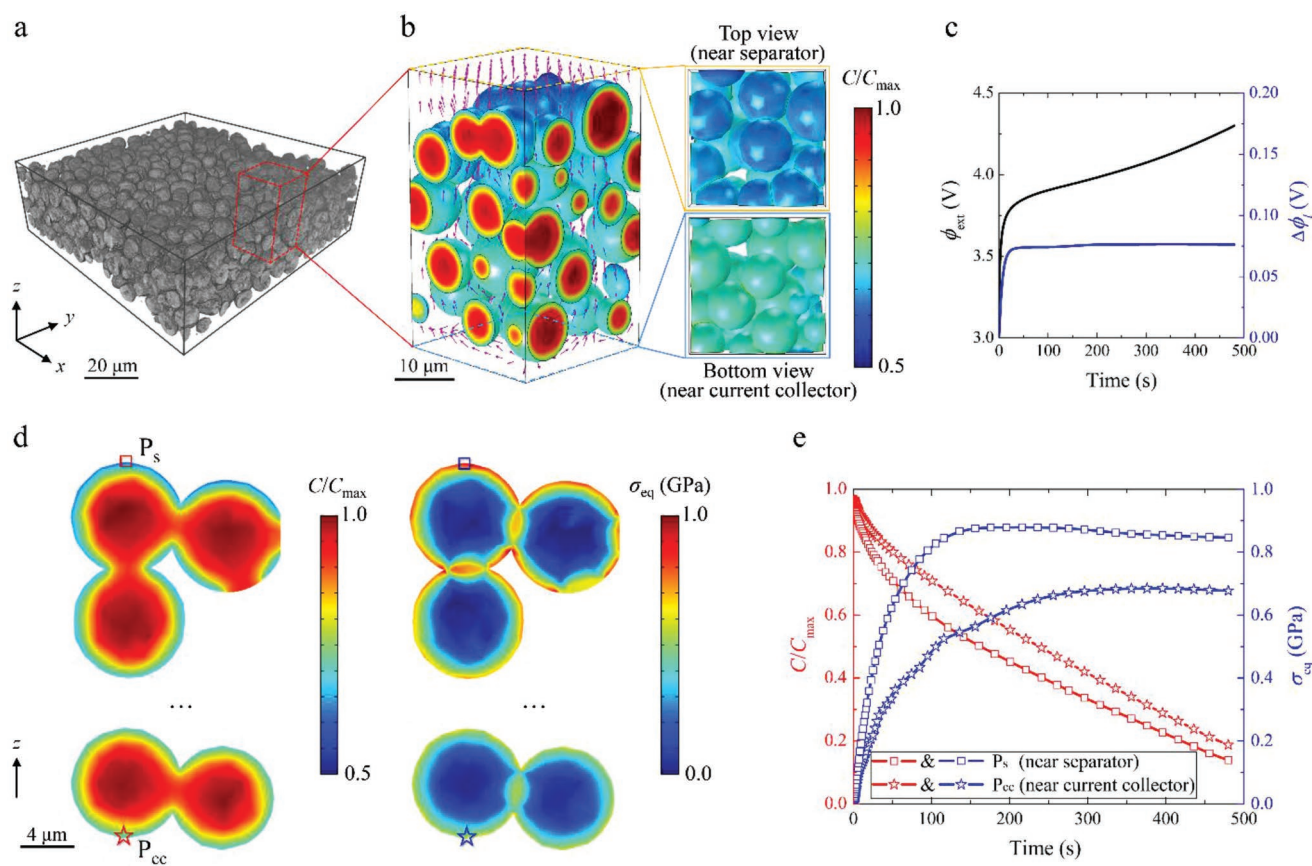 a
z
y
x
20 μm
b
10 μm
Top view
(near separator)
Bottom view
(near current collector)
C/Cmax
1.0
0.5
c
4.5
4.0
3.5
3.0
ϕext (V)
0.20
0.15
0.10
0.05
0.00
Δϕl (V)
0 100 200 300 400 500
Time (s)
d
Ps
C/Cmax
1.0
0.5
σeq (GPa)
1.0
0.0
...
...
z
4 μm
Pcc
e
1.0
0.8
0.6
0.4
0.2
0.0
C/Cmax
1.0
0.8
0.6
0.4
0.2
0.0
σeq (GPa)
& Ps (near separator)
& Pcc (near current collector)
0 100 200 300 400 500
Time (s)